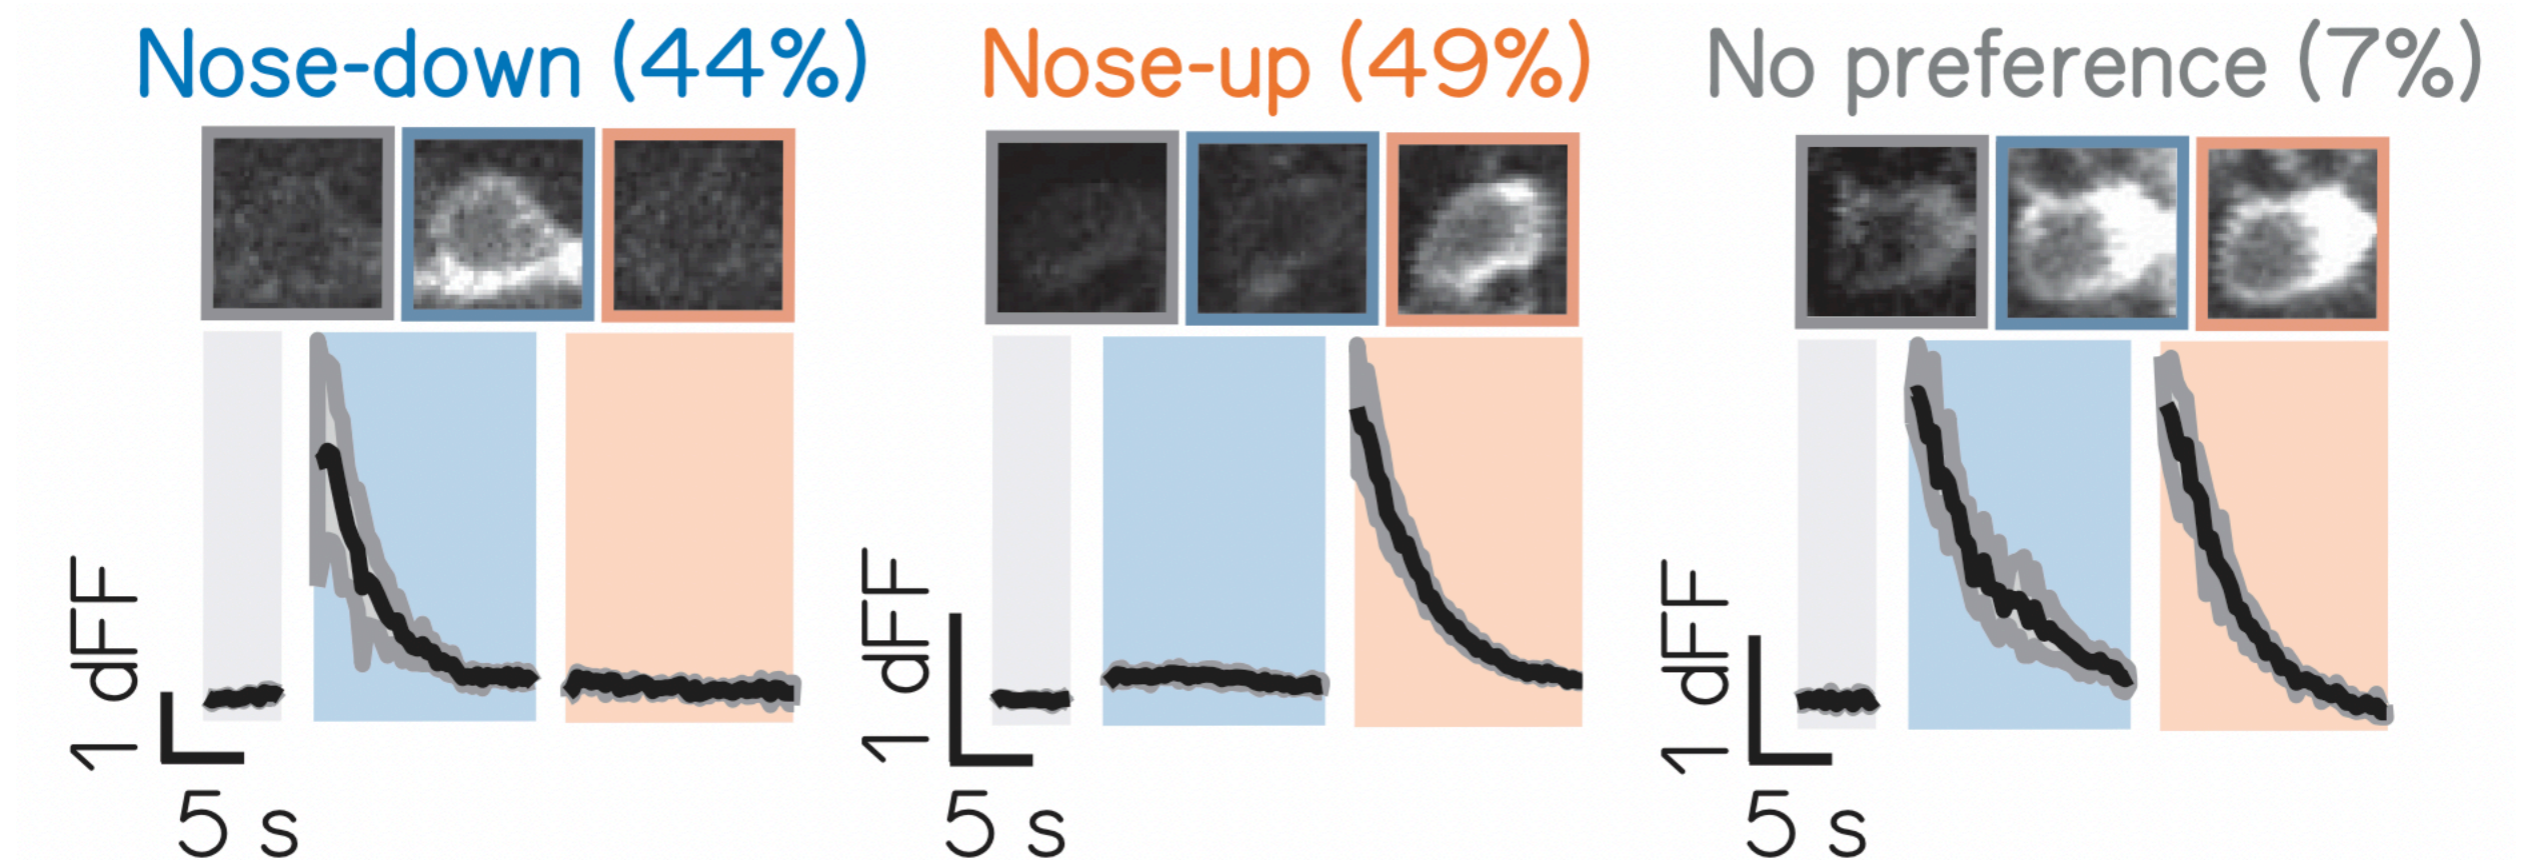 Nose-down (44%)
Nose-up (49%)
No preference (7%)
1 dFF
5 s
1 dFF
5 s
1 dFF
5 s